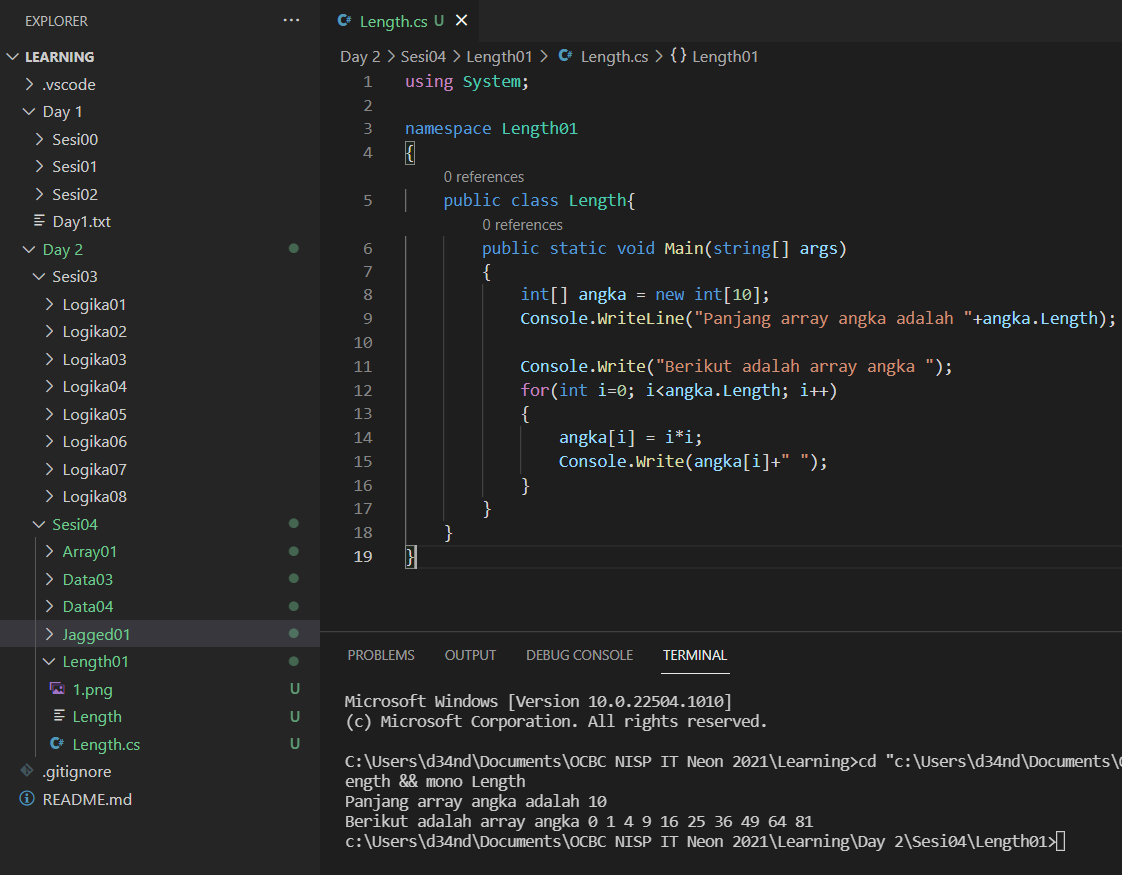 EXPLORER
LEARNING
.vscode
Day 1
Sesi00
Sesi01
Sesi02
Day1.txt
Day 2
Sesi03
Logika01
Logika02
Logika03
Logika04
Logika05
Logika06
Logika07
Logika08
Sesi04
Array01
Data03
Data04
Jagged01
Length01
1.png U
Length U
C# Length.cs U
.gitignore
README.md
C# Length.cs U
Day 2 > Sesi04 > Length01 > C# Length.cs > {} Length01
1 using System;
2
3 namespace Length01
4 {
0 references
5 public class Length{
0 references
6 public static void Main(string[] args)
7 {
8 int[] angka = new int[10];
9 Console.WriteLine("Panjang array angka adalah "+angka.Length);
10
11 Console.Write("Berikut adalah array angka ");
12 for(int i=0; i<angka.Length; i++)
13 {
14 angka[i] = i*i;
15 Console.Write(angka[i]+" ");
16 }
17 }
18 }
19 }
PROBLEMS OUTPUT DEBUG CONSOLE TERMINAL
Microsoft Windows [Version 10.0.22504.1010]
(c) Microsoft Corporation. All rights reserved.
C:\Users\d34nd\Documents\OCBC NISP IT Neon 2021\Learning>cd "c:\Users\d34nd\Documents\
ength && mono Length
Panjang array angka adalah 10
Berikut adalah array angka 0 1 4 9 16 25 36 49 64 81
c:\Users\d34nd\Documents\OCBC NISP IT Neon 2021\Learning\Day 2\Sesi04\Length01>